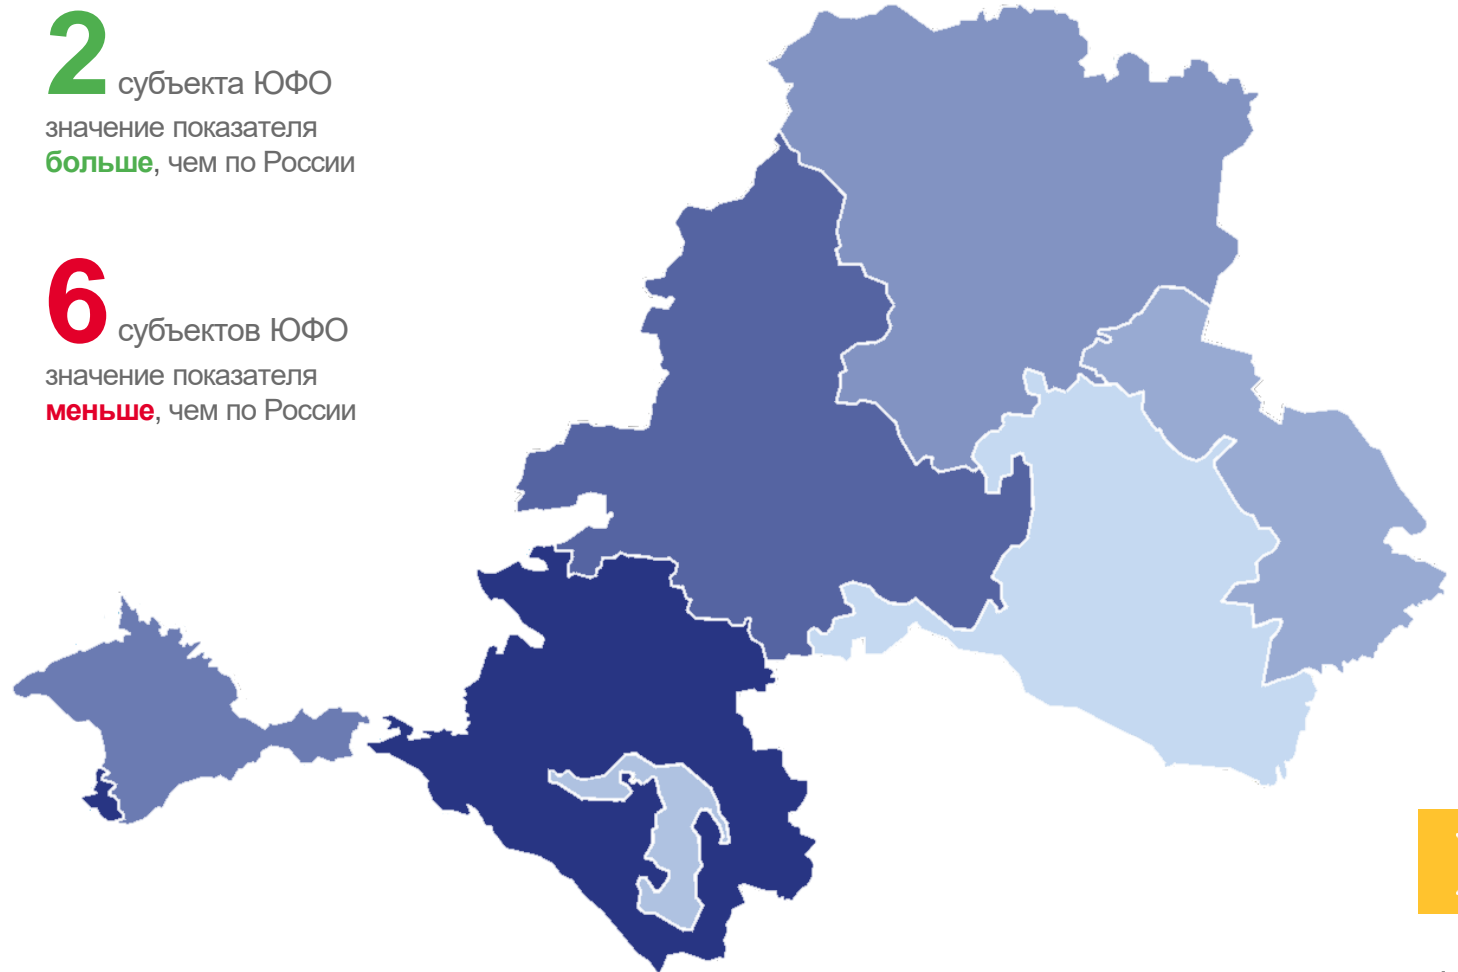 2 субъекта ЮФО
значение показателя
больше, чем по России
6 субъектов ЮФО
значение показателя
меньше, чем по России